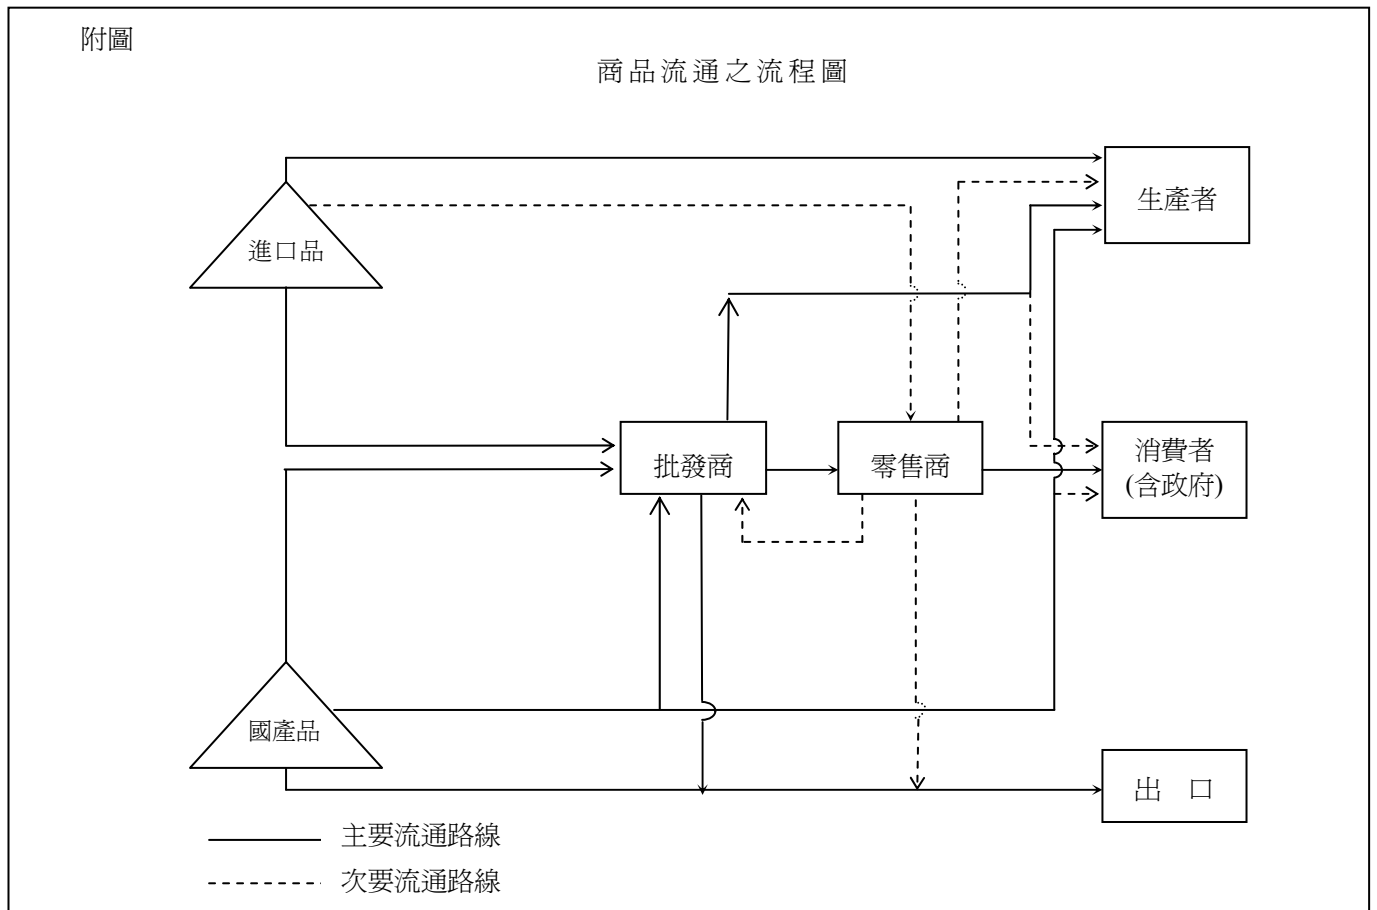 附圖
商品流通之流程圖
生產者
進口品
批發商
零售商
消費者
(含政府)
國產品
出 口
主要流通路線
次要流通路線